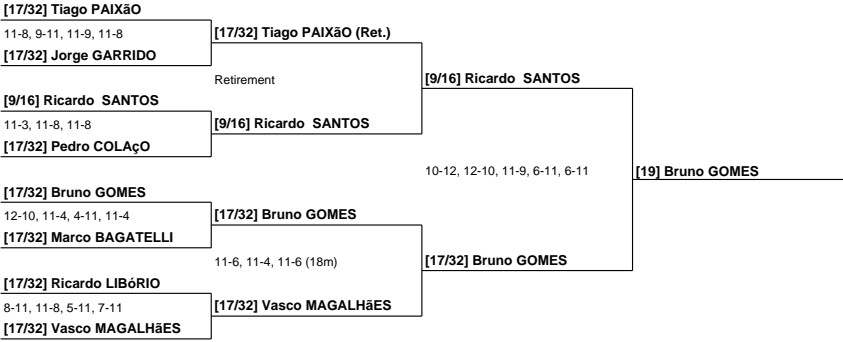 [17/32] Tiago PAIXãO
11-8, 9-11, 11-9, 11-8
[17/32] Jorge GARRIDO
[17/32] Tiago PAIXãO (Ret.)
Retirement
[9/16] Ricardo  SANTOS
[9/16] Ricardo  SANTOS
11-3, 11-8, 11-8
[17/32] Pedro COLAçO
[9/16] Ricardo  SANTOS
10-12, 12-10, 11-9, 6-11, 6-11
[19] Bruno GOMES
[17/32] Bruno GOMES
12-10, 11-4, 4-11, 11-4
[17/32] Marco BAGATELLI
[17/32] Bruno GOMES
11-6, 11-4, 11-6 (18m)
[17/32] Bruno GOMES
[17/32] Ricardo LIBóRIO
8-11, 11-8, 5-11, 7-11
[17/32] Vasco MAGALHãES
[17/32] Vasco MAGALHãES